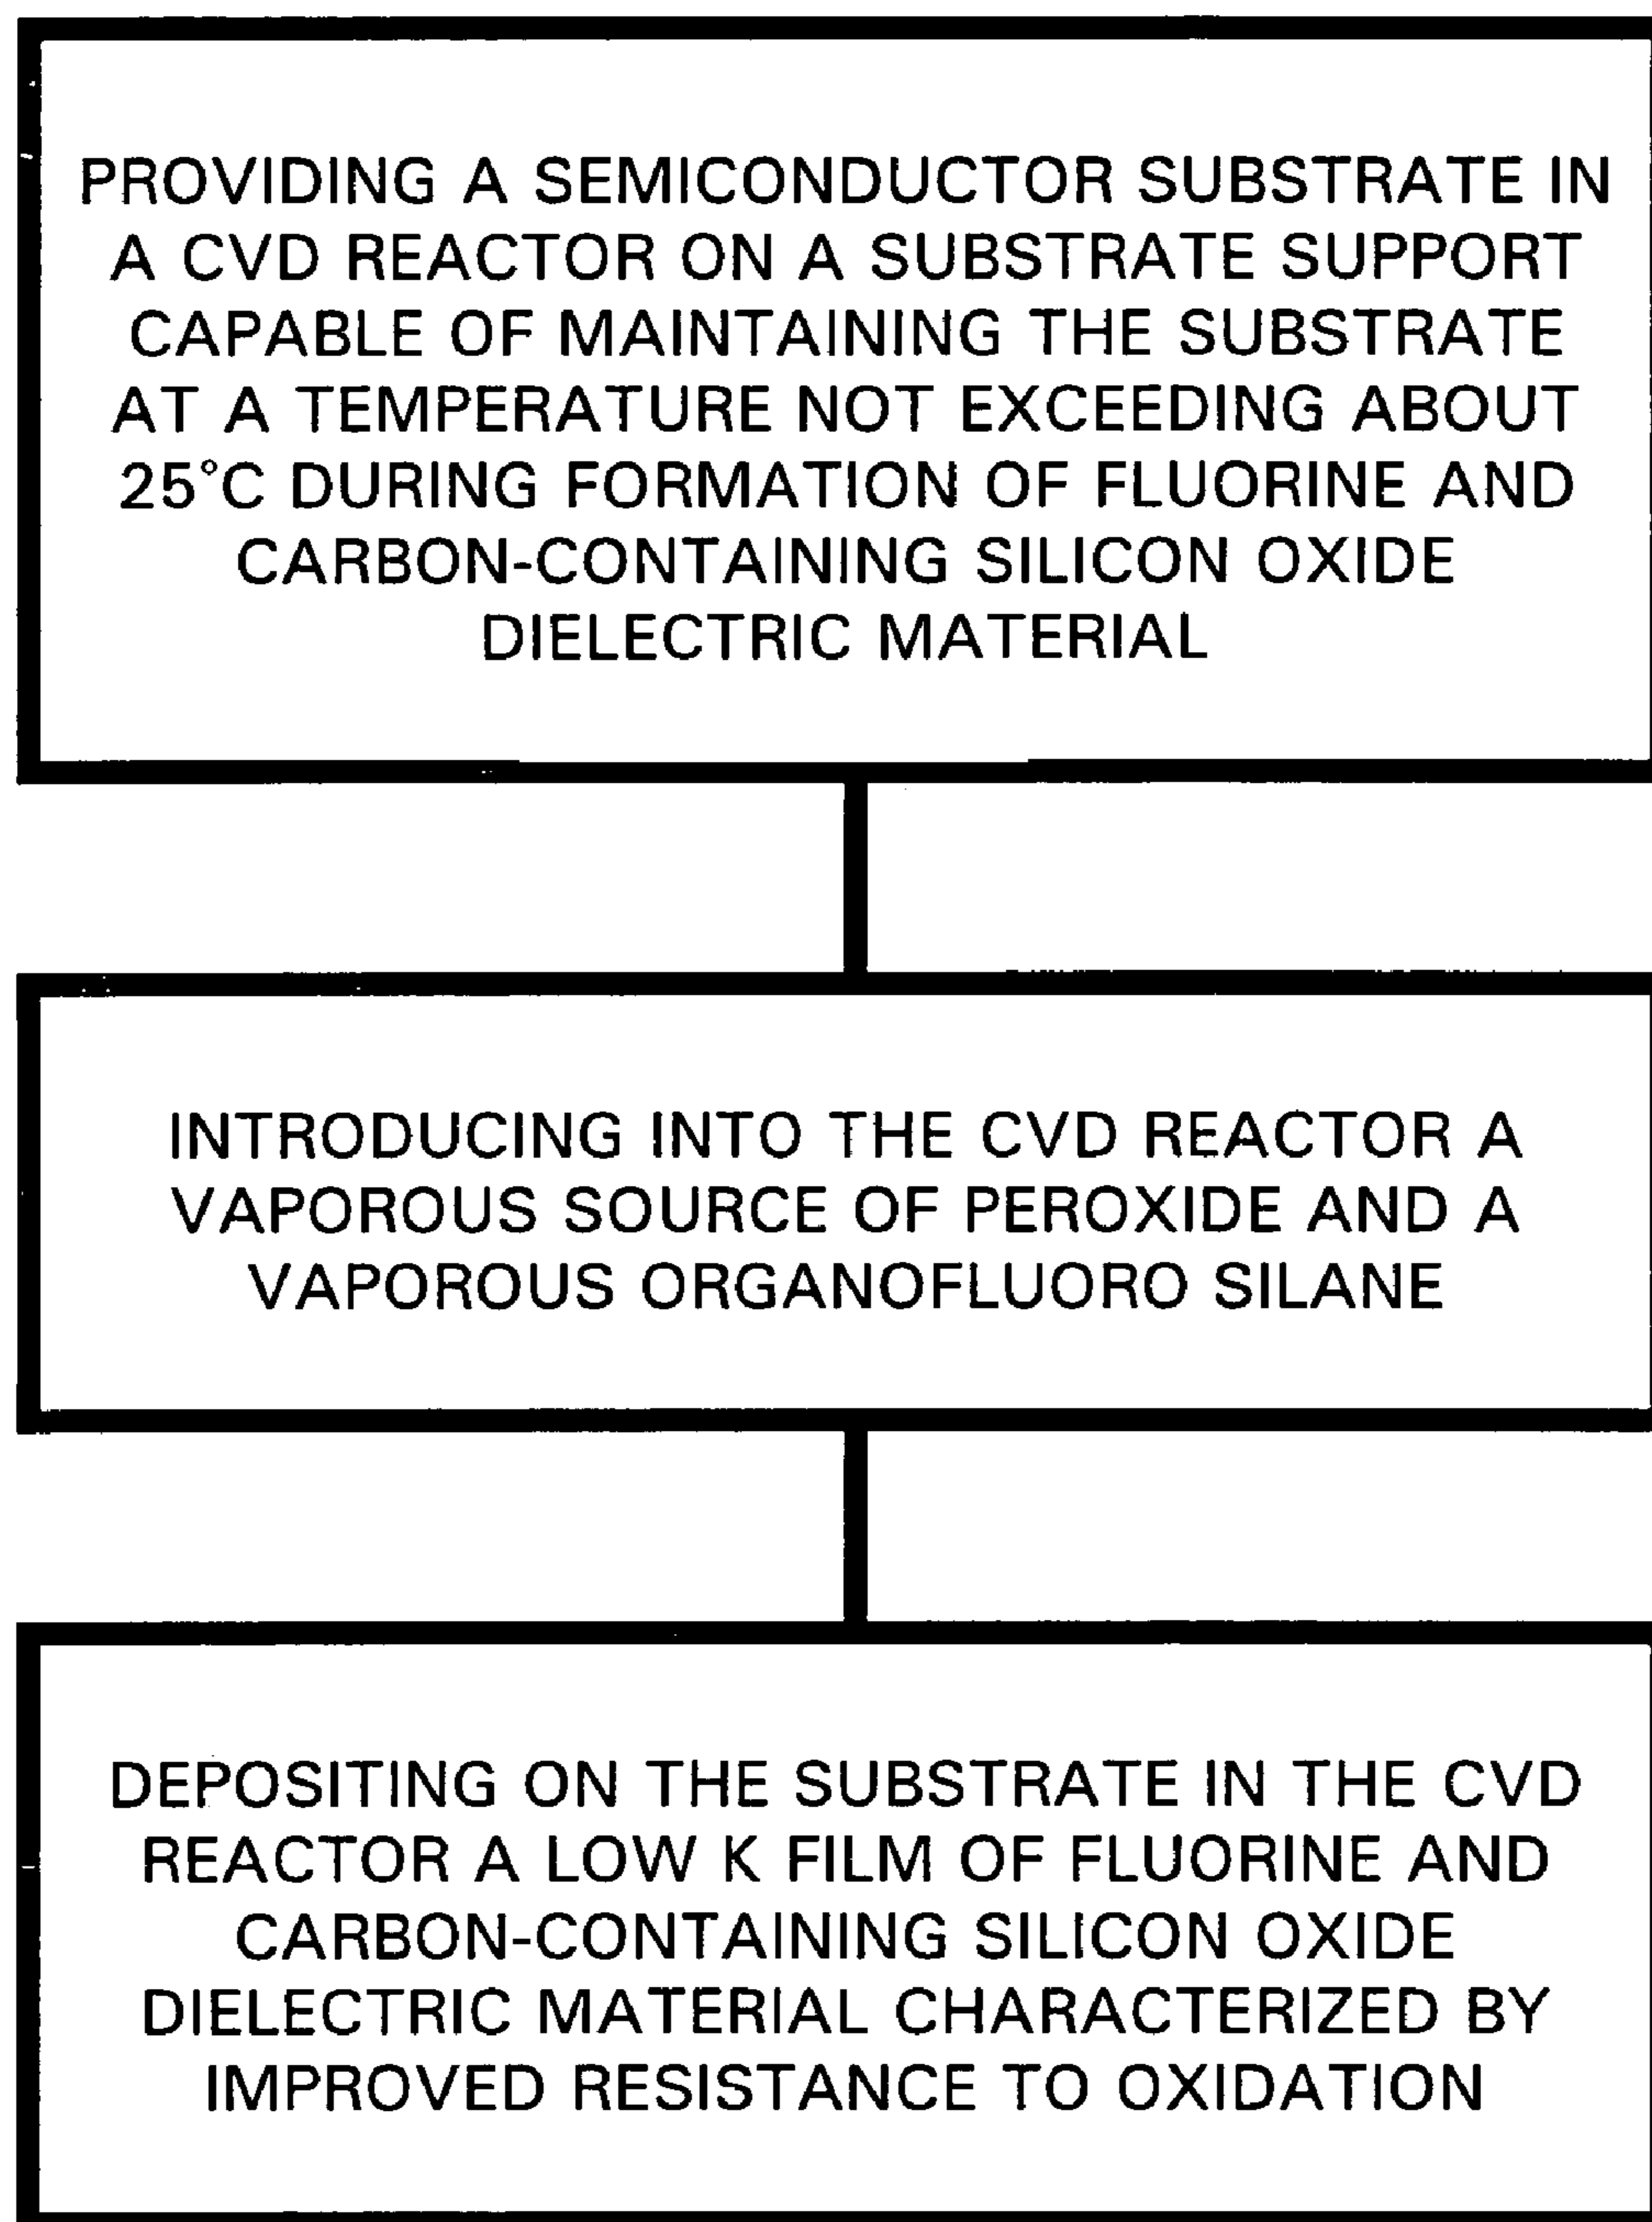 PROVIDING A SEMICONDUCTOR SUBSTRATE IN
A CVD REACTOR ON A SUBSTRATE SUPPORT
CAPABLE OF MAINTAINING THE SUBSTRATE
AT A TEMPERATURE NOT EXCEEDING ABOUT
25°C DURING FORMATION OF FLUORINE AND
CARBON-CONTAINING SILICON OXIDE
DIELECTRIC MATERIAL
INTRODUCING INTO THE CVD REACTOR A
VAPOROUS SOURCE OF PEROXIDE AND A
VAPOROUS ORGANOFLUORO SILANE
DEPOSITING ON THE SUBSTRATE IN THE CVD
REACTOR A LOW K FILM OF FLUORINE AND
CARBON-CONTAINING SILICON OXIDE
DIELECTRIC MATERIAL CHARACTERIZED BY
IMPROVED RESISTANCE TO OXIDATION